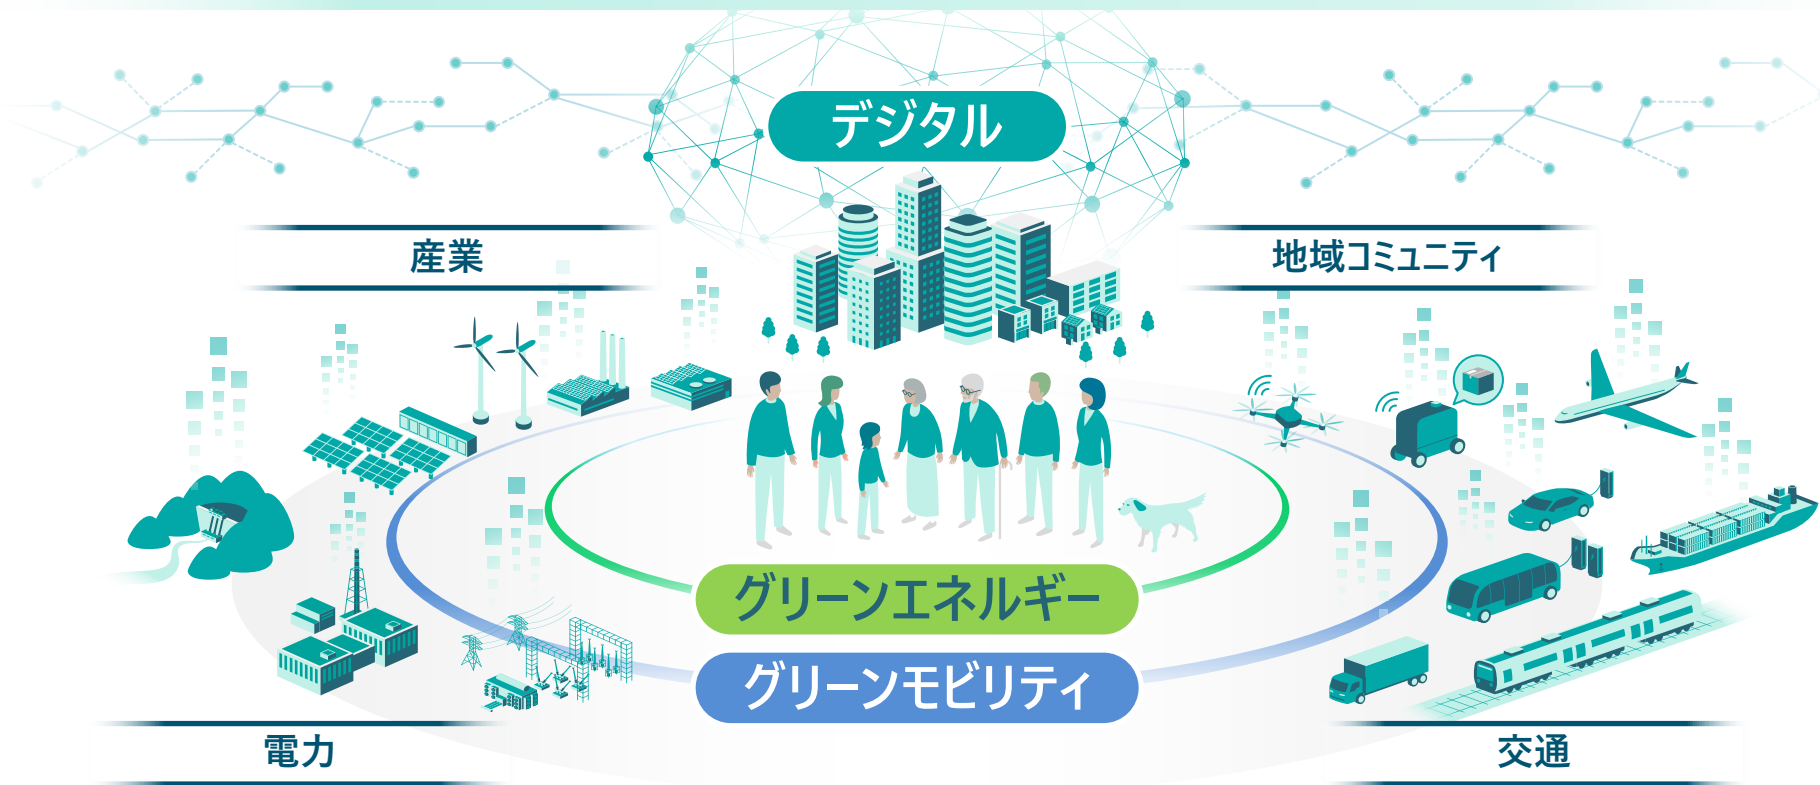 デジタル
産業
地域コミュニティ
グリーンエネルギー
グリーンモビリティ
電力
交通